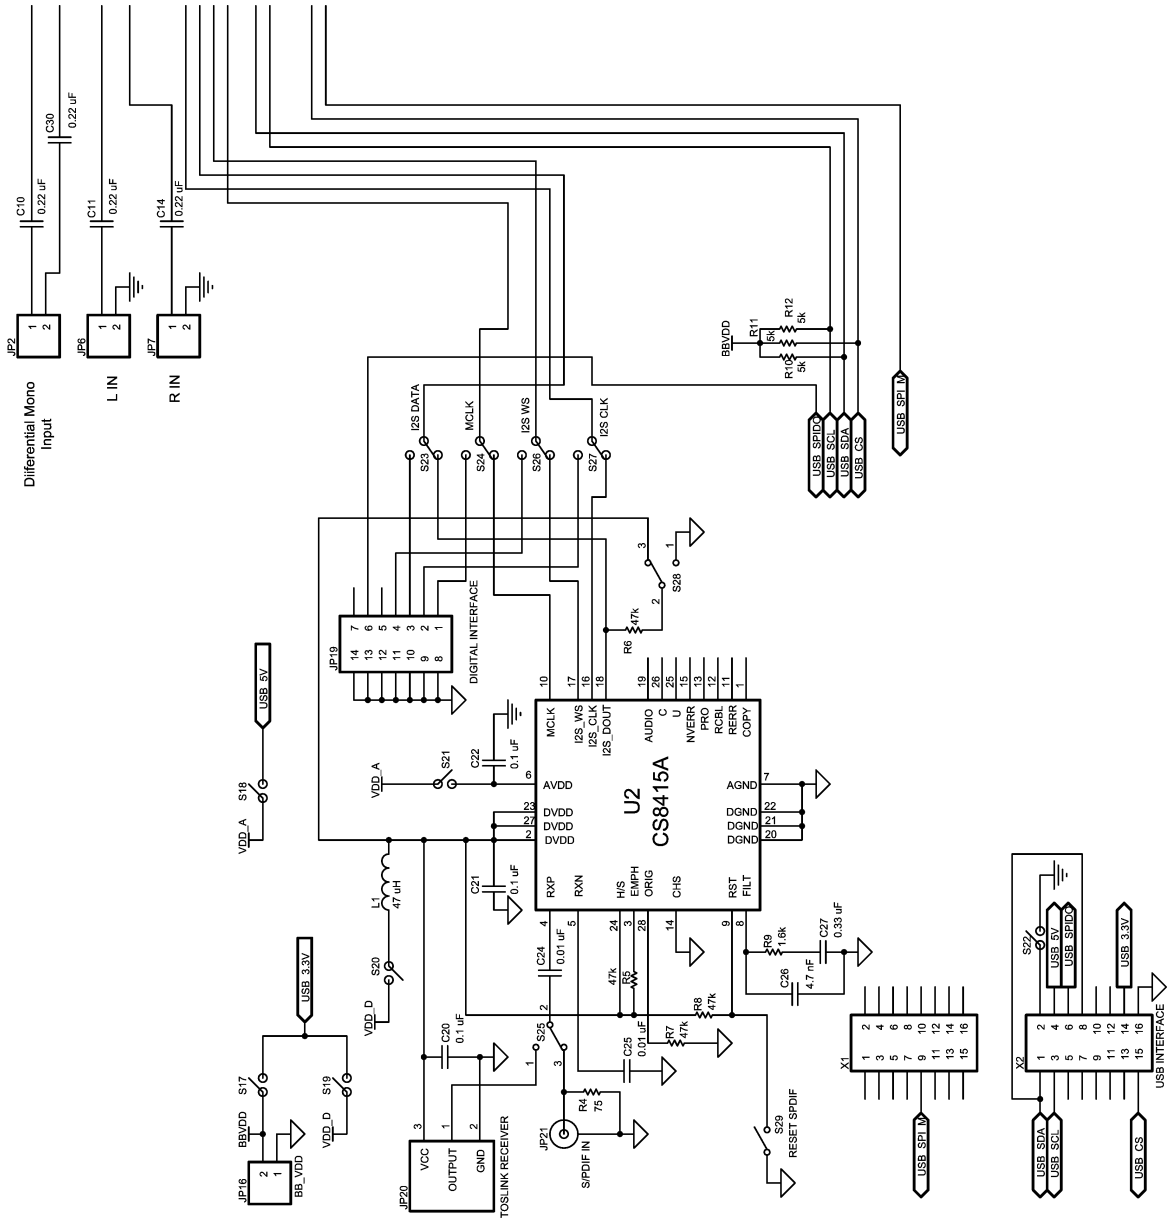 C10
0.22 uF
C30
0.22 uF
C11
0.22 uF
C14
0.22 uF
JP2
1
2
JP6
1
2
JP7
1
2
Diifferential Mono
Input
L IN
R IN
I2S DATA
MCLK
I2S WS
I2S CLK
S23
S24
S26
S27
BBVDD
R11
5k
R12
5k
R10
5k
USB SPIDO
USB SCL
USB SDA
USB CS
USB SPI M
3
1
2
S28
R6
47k
JP19
7
6
5
4
3
2
1
14
13
12
11
10
9
8
DIGITAL INTERFACE
USB 5V
S18
VDD_A
VDD_A
S21
C22
0.1 uF
10
17
16
18
19
26
25
15
13
12
11
1
MCLK
I2S_WS
I2S_CLK
I2S_DOUT
AUDIO
C
U
NVERR
PRO
RCBL
RERR
COPY
6
AVDD
23
DVDD
27
DVDD
2
DVDD
U2
CS8415A
AGND
7
DGND
22
DGND
21
DGND
20
RXP
RXN
H/S
EMPH
ORIG
CHS
RST
FILT
4
5
24
3
28
14
9
8
L1
47 uH
C21
0.1 uF
S20
VDD_D
C24
0.01 uF
47k
R5
R9
1.6k
C27
0.33 uF
C26
4.7 nF
R8
47k
R7
47k
C25
0.01 uF
2
S25
1
3
C20
0.1 uF
USB 3.3V
S17
S19
BBVDD
VDD_D
JP16
2
1
BB_VDD
3
1
2
VCC
OUTPUT
GND
JP20
TOSLINK RECEIVER
R4
75
JP21
S/PDIF IN
S29
RESET SPDIF
X1
2
4
6
8
10
12
14
16
1
3
5
7
9
11
13
15
USB SPI M
S22
USB 5V
USB SPIDO
USB 3.3V
X2
2
4
6
8
10
12
14
16
1
3
5
7
9
11
13
15
USB INTERFACE
USB SDA
USB SCL
USB CS